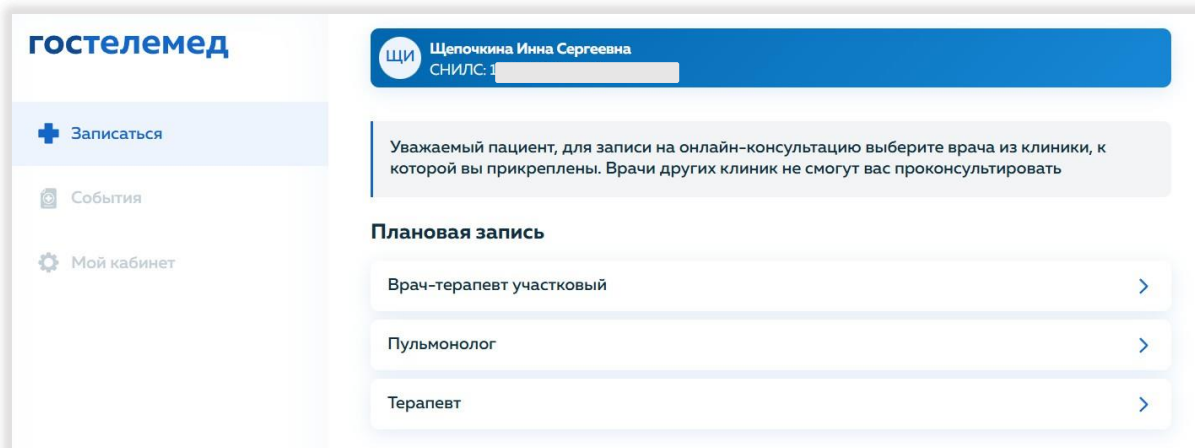 гостелемед
ЩИ
Щепочкина Инна Сергеевна
СНИЛС: 1
Записаться
События
Мой кабинет
Уважаемый пациент, для записи на онлайн-консультацию выберите врача из клиники, к
которой вы прикреплены. Врачи других клиник не смогут вас проконсультировать
Плановая запись
Врач-терапевт участковый
Пульмонолог
Терапевт